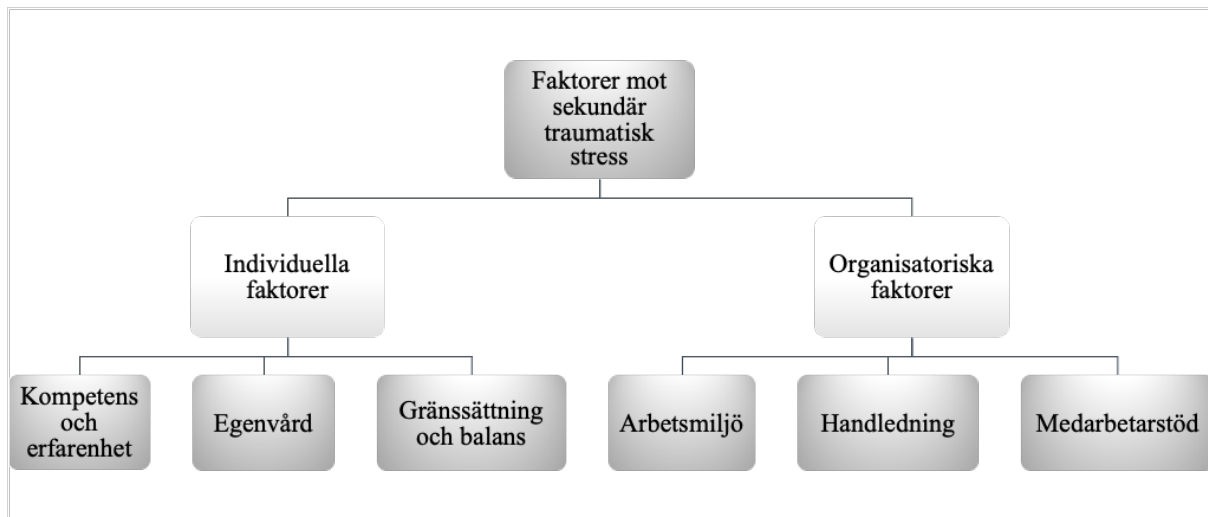 Faktorer mot
sekundär
traumatisk
stress
Individuella
faktorer
Organisatoriska
faktorer
Kompetens
och
erfarenhet
Egenvård
Gränssättning
och balans
Arbetsmiljö
Handledning
Medarbetarstöd